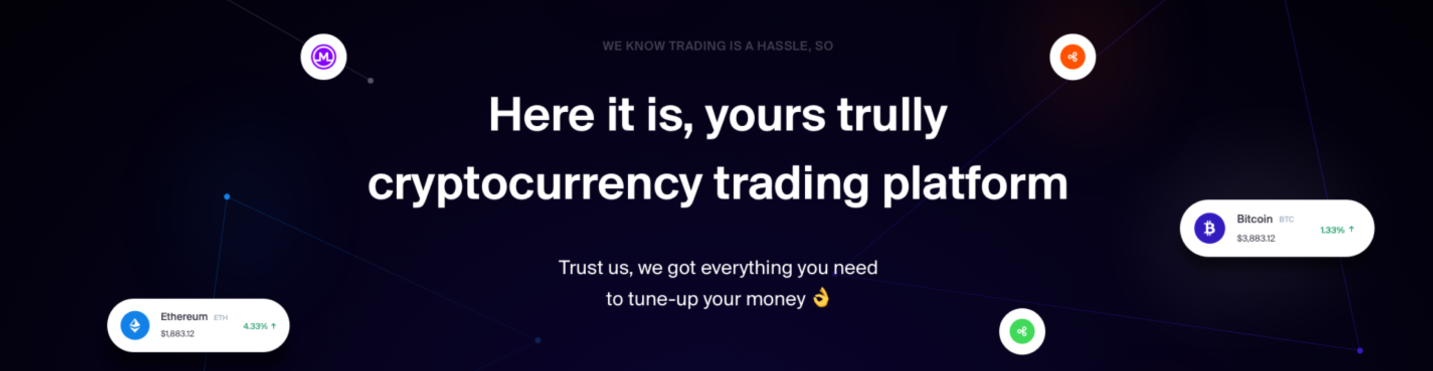 WE KNOW TRADING IS A HASSLE, SO
Here it is, yours trully
cryptocurrency trading platform
Trust us, we got everything you need
to tune-up your money 👌
Bitcoin BTC
$3,883.12
1.33% ↑
Ethereum ETH
$1,883.12
4.33% ↑